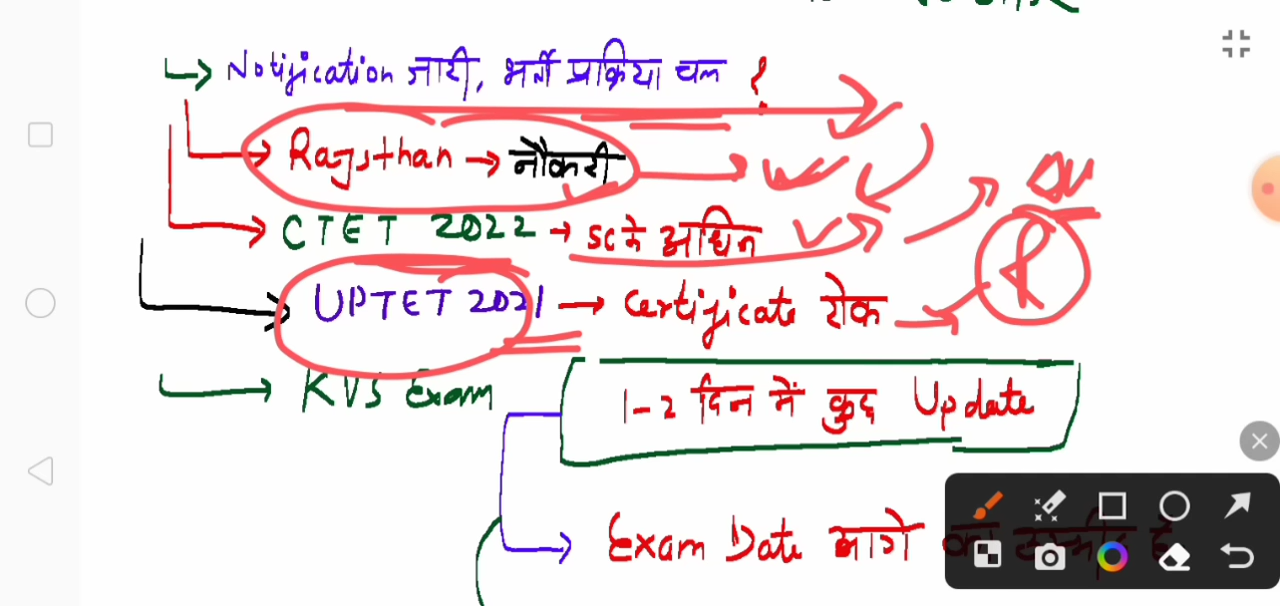 Notification जारी, भर्ती प्रक्रिया चल ?
Rajsthan → नौकरी
CTET 2022 → SC मे अधिन
UPTET 2021 → Certificate रोक
KVS Exam
1-2 दिन में कुछ Update
Exam Date आगे